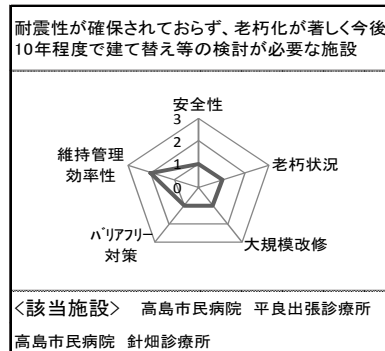 耐震性が確保されておらず、老朽化が著しく今後
10年程度で建て替え等の検討が必要な施設
安全性
3
2
1
0
維持管理
効率性
老朽状況
バリアフリー
対策
大規模改修
<該当施設> 高島市民病院 平良出張診療所
高島市民病院 針畑診療所